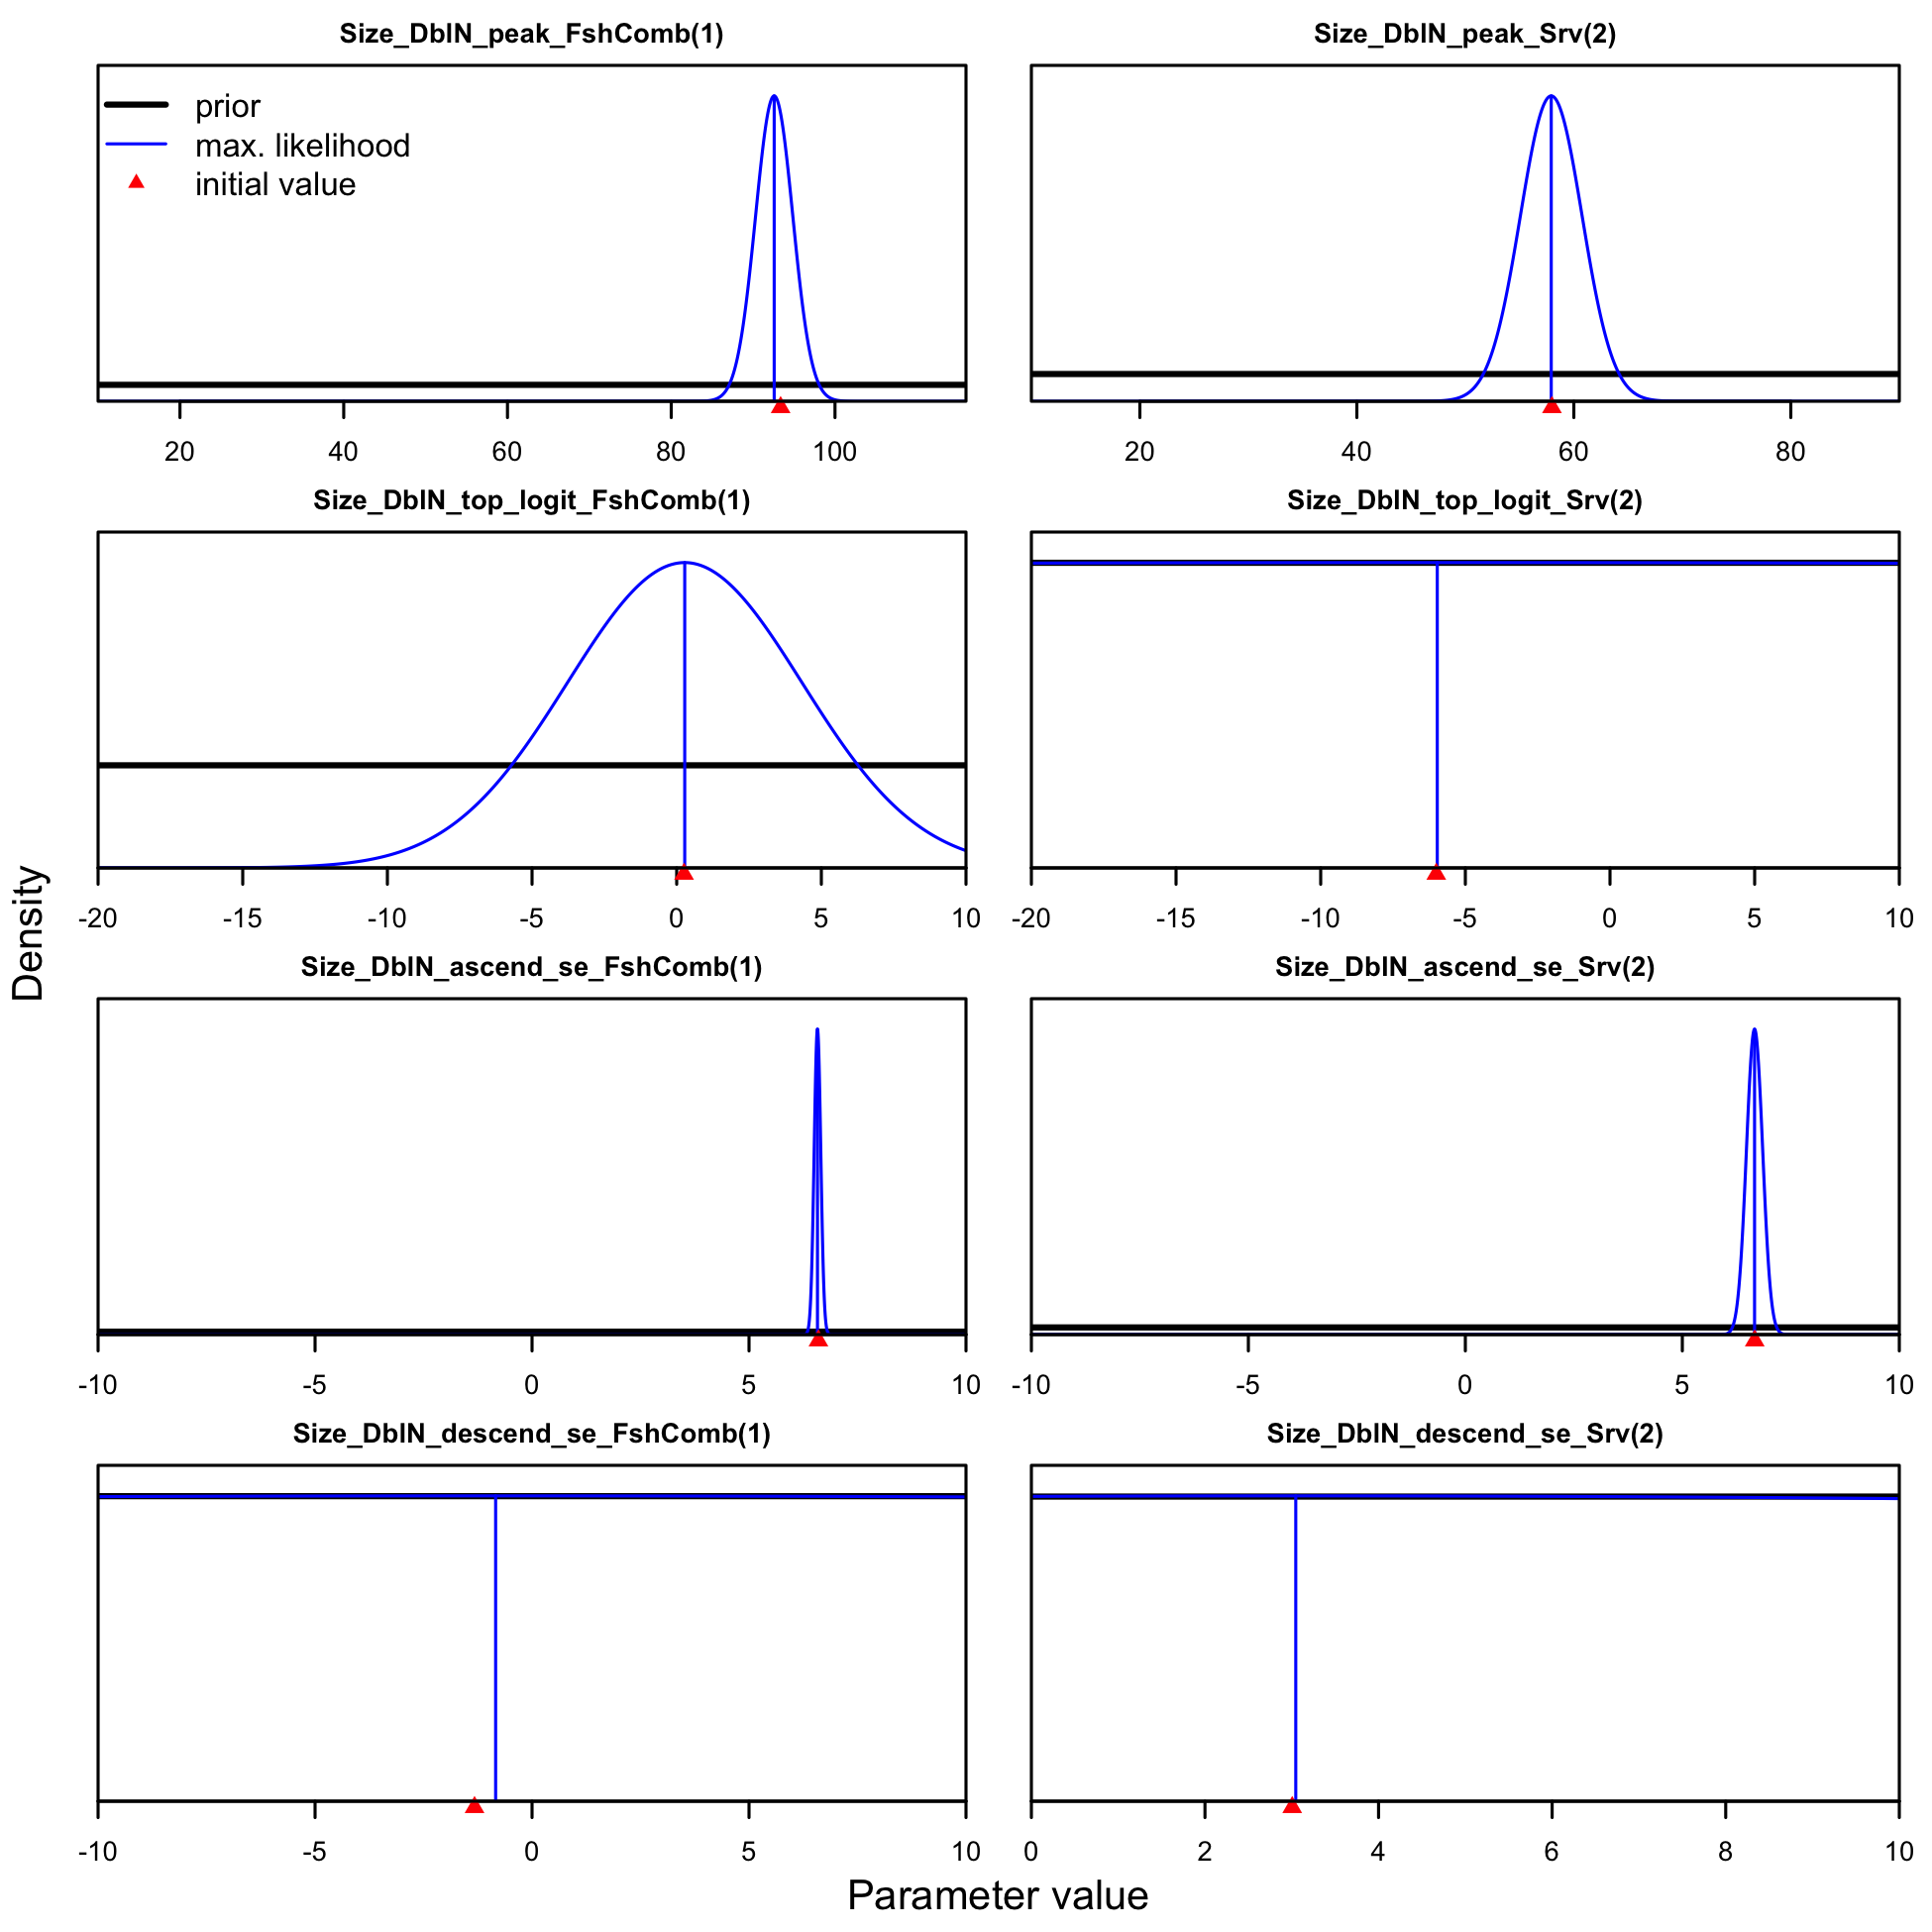 Size_DblN_peak_FshComb(1)
prior
max. likelihood
initial value
20 40 60 80 100
Size_DblN_peak_Srv(2)
20 40 60 80
Size_DblN_top_logit_FshComb(1)
-20 -15 -10 -5 0 5 10
Size_DblN_top_logit_Srv(2)
-20 -15 -10 -5 0 5 10
Size_DblN_ascend_se_FshComb(1)
-10 -5 0 5 10
Size_DblN_ascend_se_Srv(2)
-10 -5 0 5 10
Size_DblN_descend_se_FshComb(1)
-10 -5 0 5 10
Size_DblN_descend_se_Srv(2)
0 2 4 6 8 10
Density
Parameter value